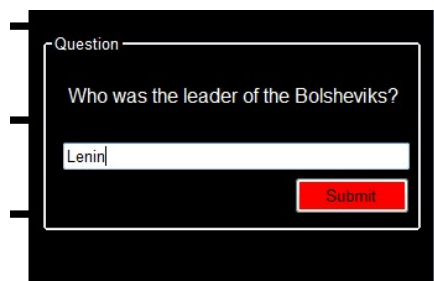 Question
Who was the leader of the Bolsheviks?
Lenin
Submit